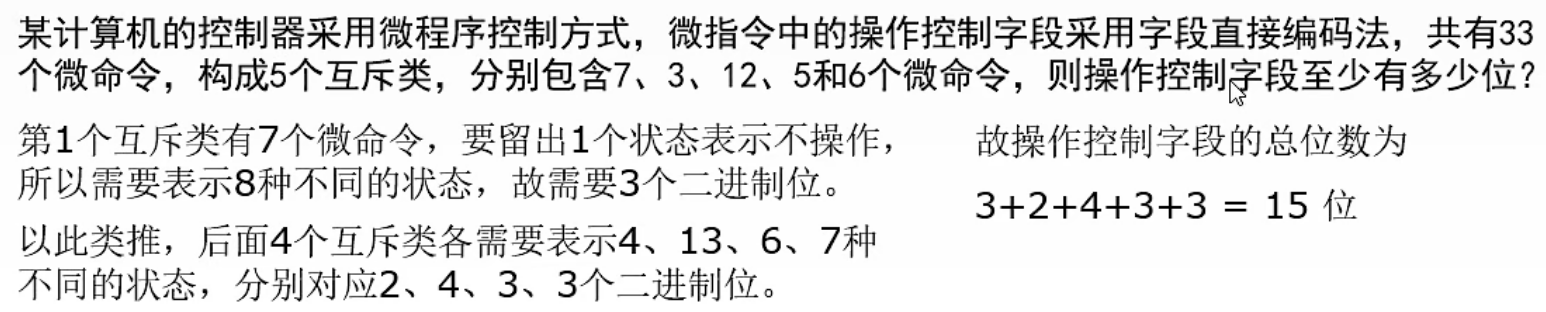 某计算机的控制器采用微程序控制方式，微指令中的操作控制字段采用字段直接编码法，共有33
个微命令，构成5个互斥类，分别包含7、3、12、5和6个微命令，则操作控制字段至少有多少位？
第1个互斥类有7个微命令，要留出1个状态表示不操作，
所以需要表示8种不同的状态，故需要3个二进制位。
以此类推，后面4个互斥类各需要表示4、13、6、7种
不同的状态，分别对应2、4、3、3个二进制位。
故操作控制字段的总位数为
3+2+4+3+3 = 15 位